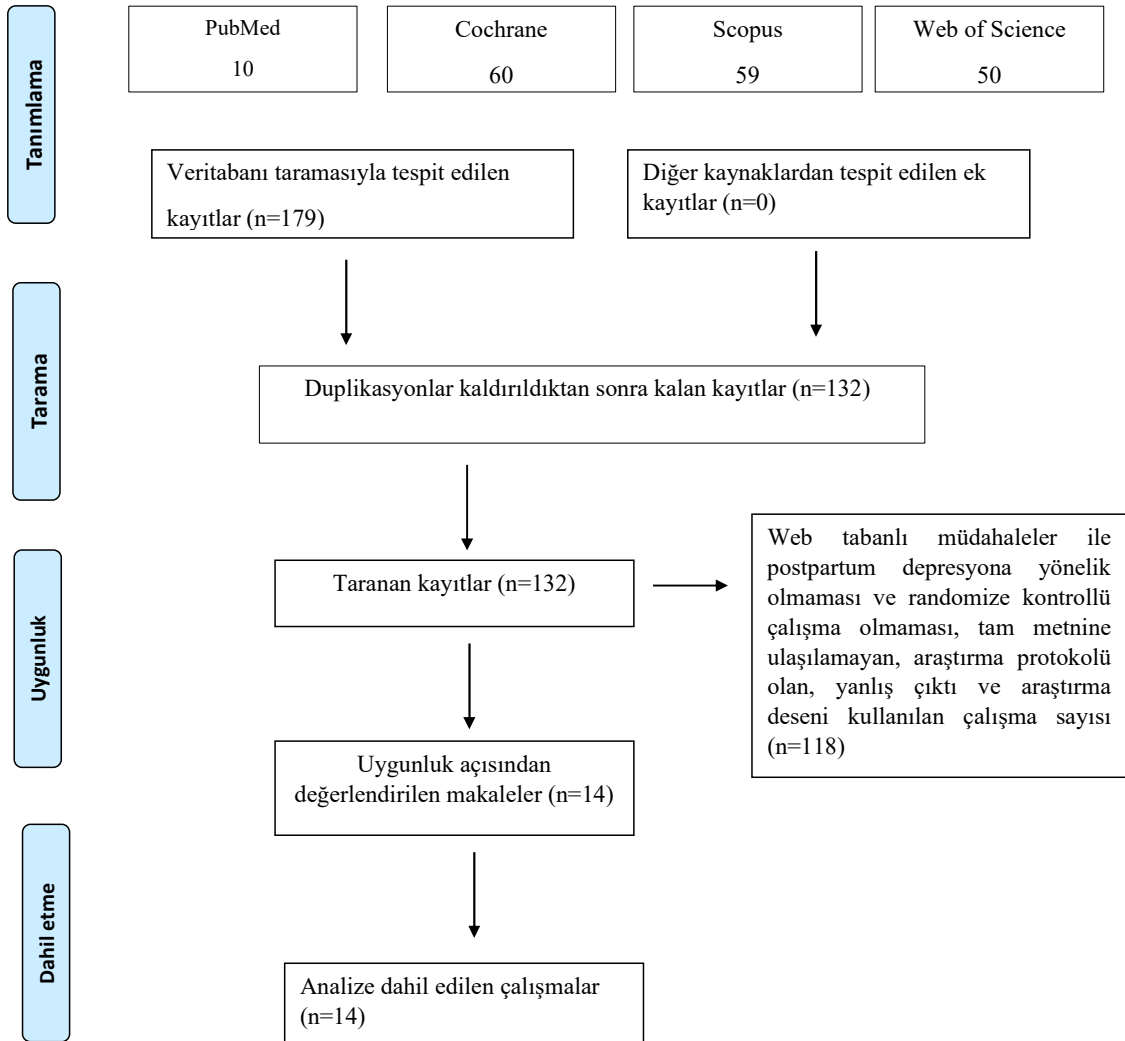 Tanımlama
PubMed
10
Cochrane
60
Scopus
59
Web of Science
50
Veritabanı taramasıyla tespit edilen
kayıtlar (n=179)
Diğer kaynaklardan tespit edilen ek
kayıtlar (n=0)
Tarama
Duplikasyonlar kaldırıldıktan sonra kalan kayıtlar (n=132)
Uygunluk
Taranan kayıtlar (n=132)
Web tabanlı müdahaleler ile
postpartum depresyona yönelik
olmaması ve randomize kontrollü
çalışma olmaması, tam metnine
ulaşılamayan, araştırma protokolü
olan, yanlış çıktı ve araştırma
deseni kullanılan çalışma sayısı
(n=118)
Uygunluk açısından
değerlendirilen makaleler (n=14)
Dahil etme
Analize dahil edilen çalışmalar
(n=14)